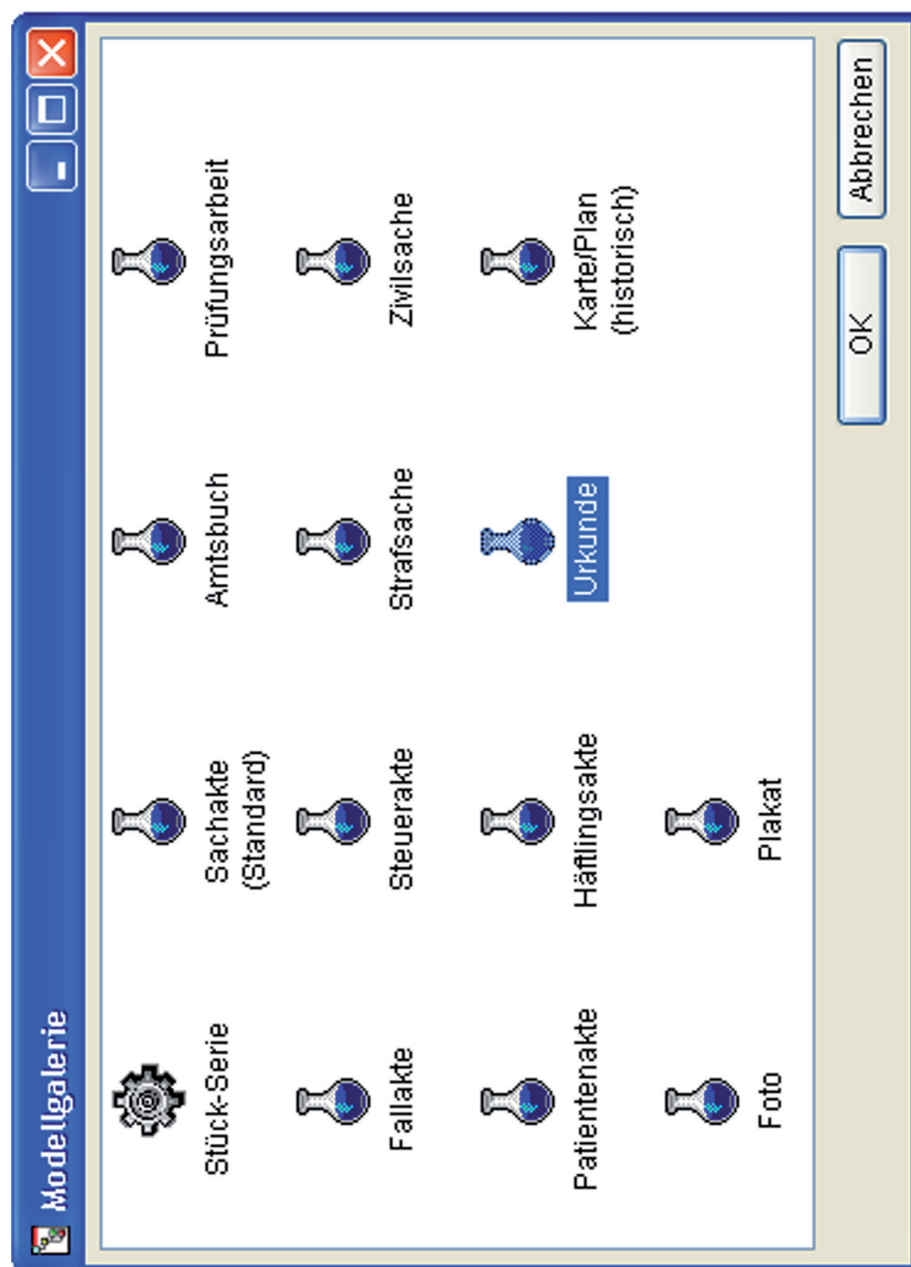 Modellgalerie
Stück-Serie
Sachakte
(Standard)
Amtsbuch
Prüfungsarbeit
Fallakte
Steuerakte
Strafsache
Zivilsache
Patientenakte
Häftlingsakte
Urkunde
Karte/Plan
(historisch)
Foto
Plakat
OK
Abbrechen